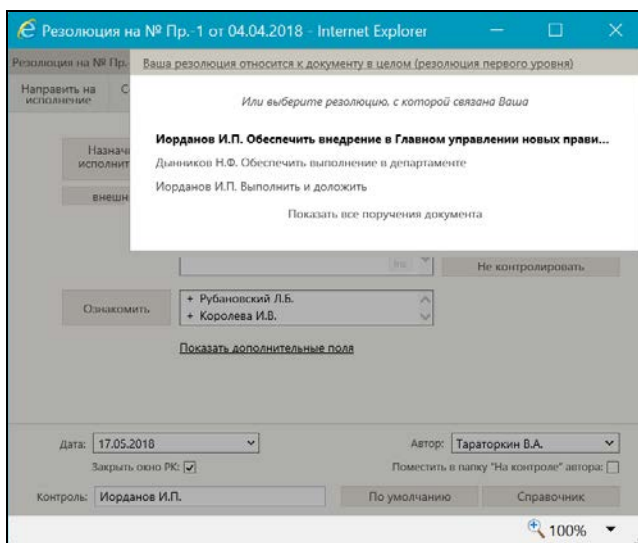 Резолюция на № Пр.-1 от 04.04.2018 - Internet Explorer
Резолюция на № Пр.-
Ваша резолюция относится к документу в целом (резолюция первого уровня)
Направить на
исполнение
С
Или выберите резолюцию, с которой связана Ваша
Иорданов И.П. Обеспечить внедрение в Главном управлении новых прави...
Дынников Н.Ф. Обеспечить выполнение в департаменте
Иорданов И.П. Выполнить и доложить
Показать все поручения документа
Назначи
исполнит
внешн
Ins
Не контролировать
Ознакомить
+ Рубановский Л.Б.
+ Королева И.В.
Показать дополнительные поля
Дата: 17.05.2018
Автор: Тараторкин В.А.
Закрыть окно РК:
Поместить в папку "На контроле" автора:
Контроль: Иорданов И.П.
По умолчанию
Справочник
100%